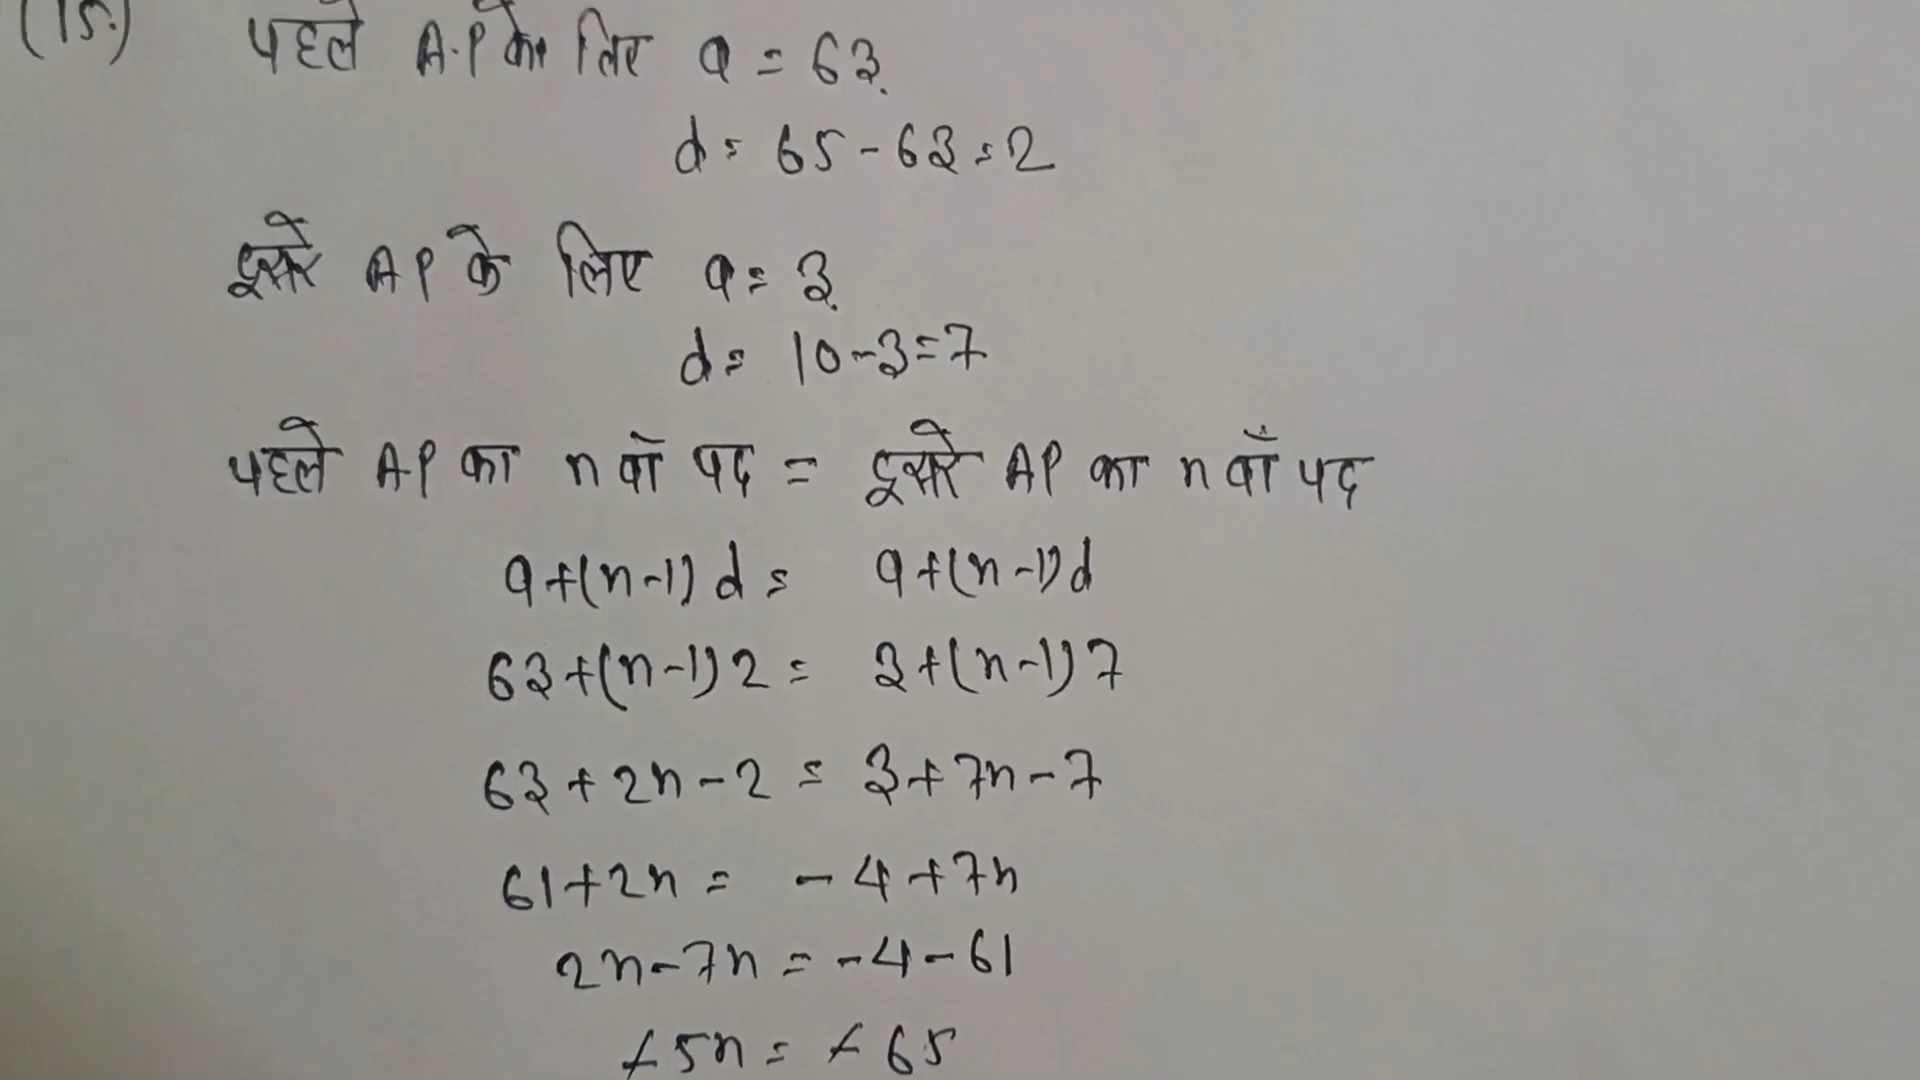 (15.) पहले A.P के लिए a = 63.
d = 65 - 63 = 2
दूसरे AP के लिए a = 3.
d = 10-3=7
पहले A.P का n वाँ पद = दूसरे AP का n वाँ पद
a+(n-1)d = a+(n-1)d
63+(n-1)2 = 3+(n-1)7
63+2n-2 = 3+7n-7
61+2n = -4+7n
2n-7n = -4-61
-5n = -65